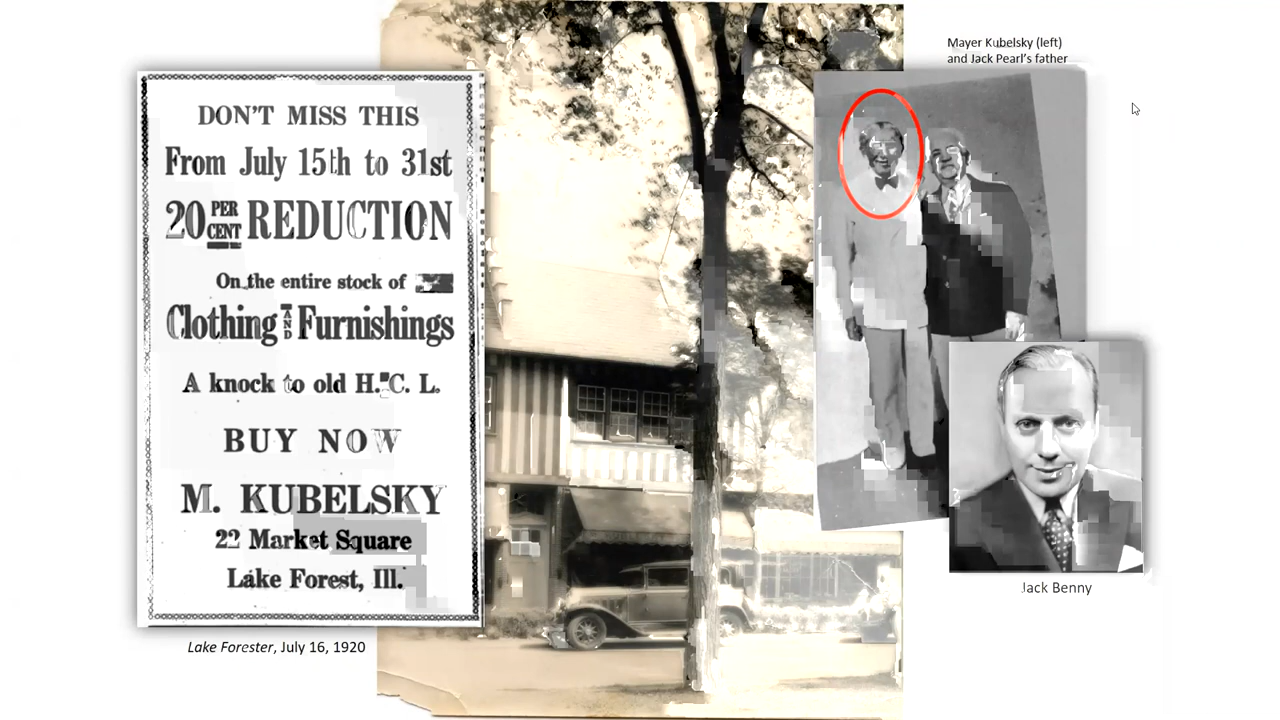 DON'T MISS THIS
From July 15th to 31st
20 PER CENT REDUCTION
On the entire stock of
Clothing AND Furnishings
A knock to old H. C. L.
BUY NOW
M. KUBELSKY
22 Market Square
Lake Forest, Ill.
Lake Forester, July 16, 1920
Mayer Kubelsky (left)
and Jack Pearl's father
Jack Benny